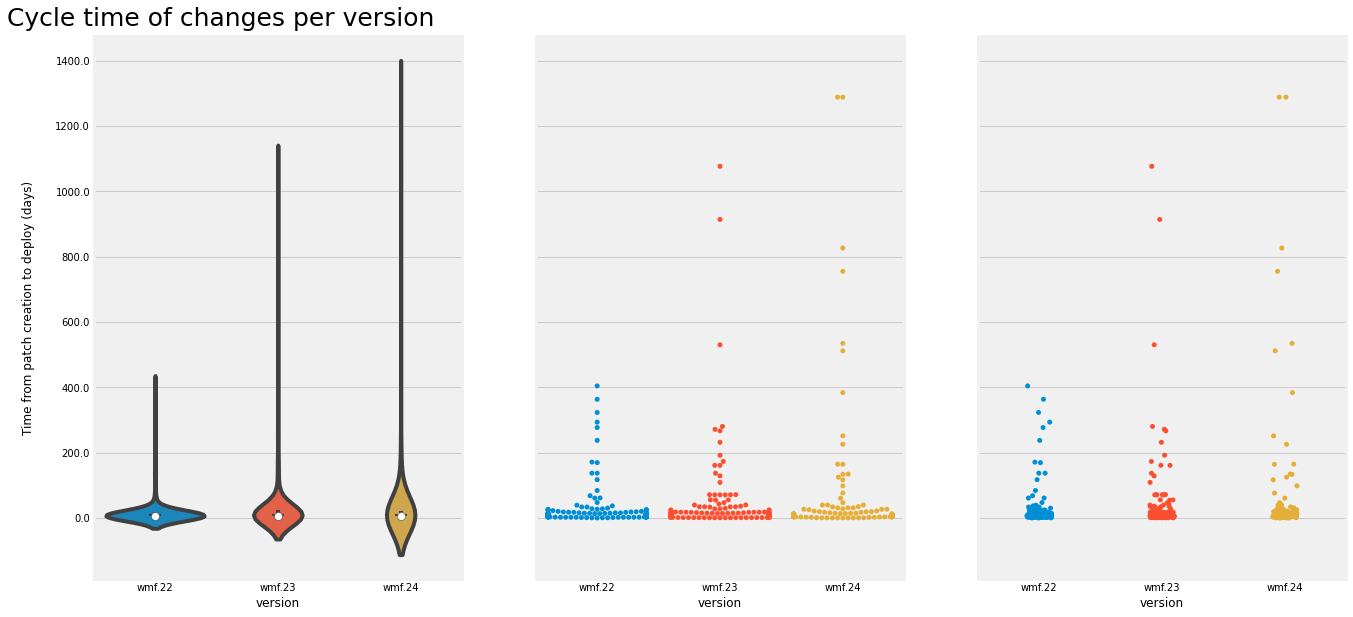 Cycle time of changes per version
Time from patch creation to deploy (days)
1400.0
1200.0
1000.0
800.0
600.0
400.0
200.0
0.0
wmf.22 wmf.23 wmf.24
version
wmf.22 wmf.23 wmf.24
version
wmf.22 wmf.23 wmf.24
version